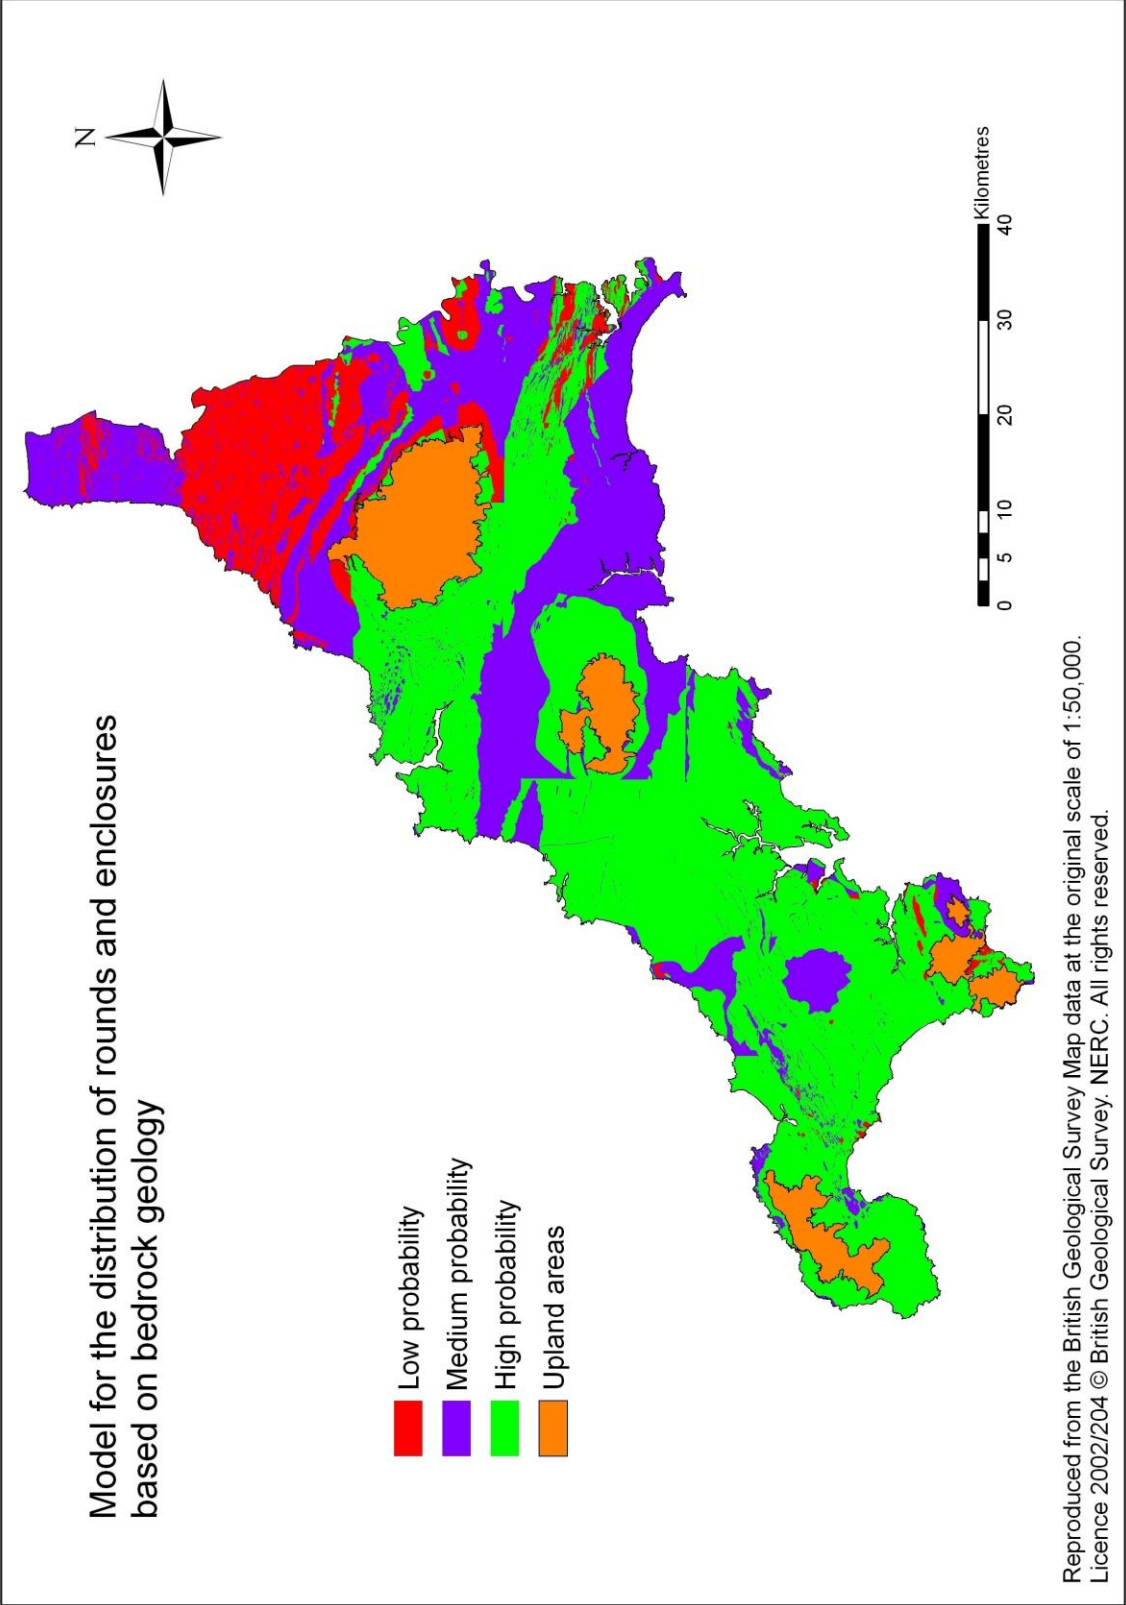 Model for the distribution of rounds and enclosures
based on bedrock geology
N
Low probability
Medium probability
High probability
Upland areas
0 5 10 20 30 40
Kilometres
Reproduced from the British Geological Survey Map data at the original scale of 1:50,000.
Licence 2002/204 © British Geological Survey. NERC. All rights reserved.